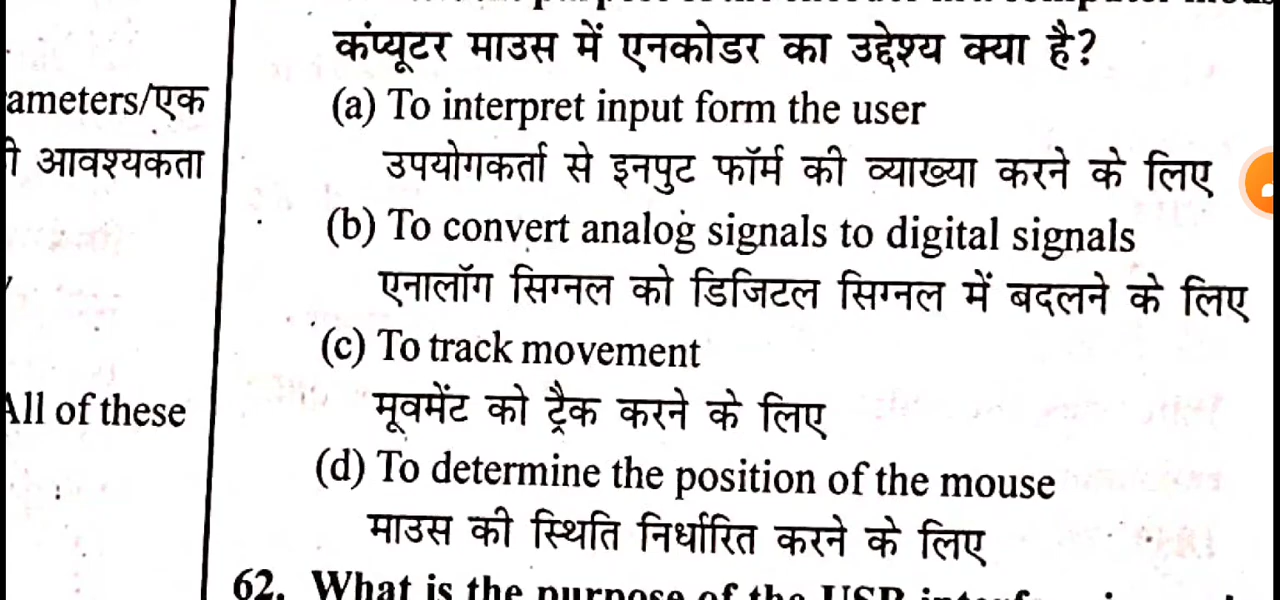 ameters/एक
ी आवश्यकता
All of these
कंप्यूटर माउस में एनकोडर का उद्देश्य क्या है?
(a) To interpret input form the user
उपयोगकर्ता से इनपुट फॉर्म की व्याख्या करने के लिए
(b) To convert analog signals to digital signals
एनालॉग सिग्नल को डिजिटल सिग्नल में बदलने के लिए
(c) To track movement
मूवमेंट को ट्रैक करने के लिए
(d) To determine the position of the mouse
माउस की स्थिति निर्धारित करने के लिए
62. What is the purpose of the USB